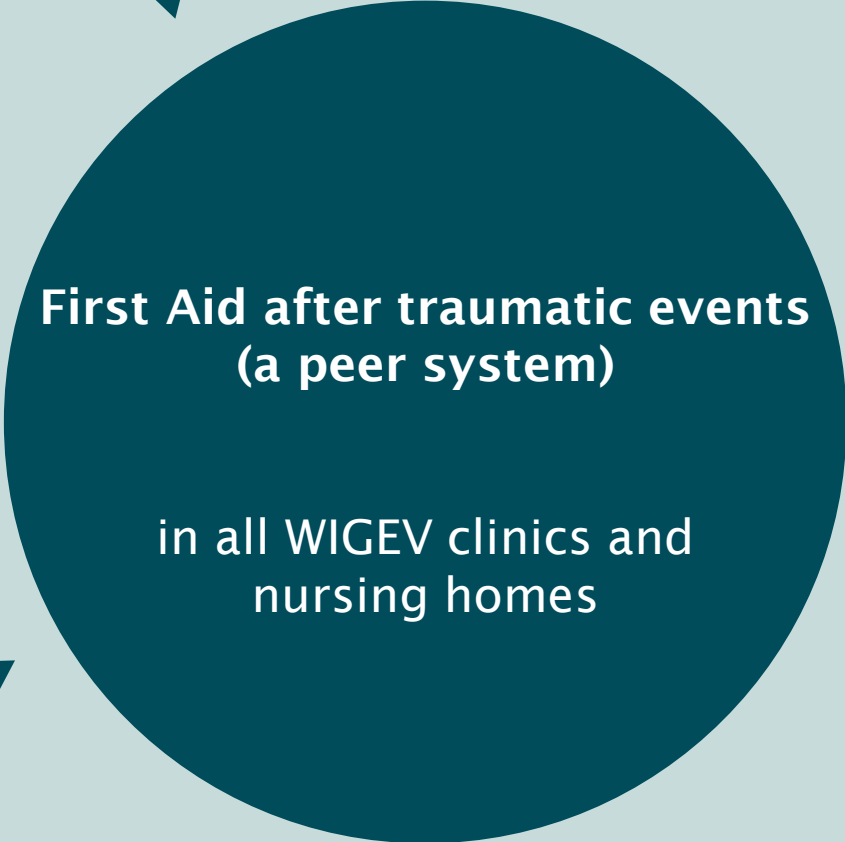 First Aid after traumatic events
(a peer system)
in all WIGEV clinics and
nursing homes